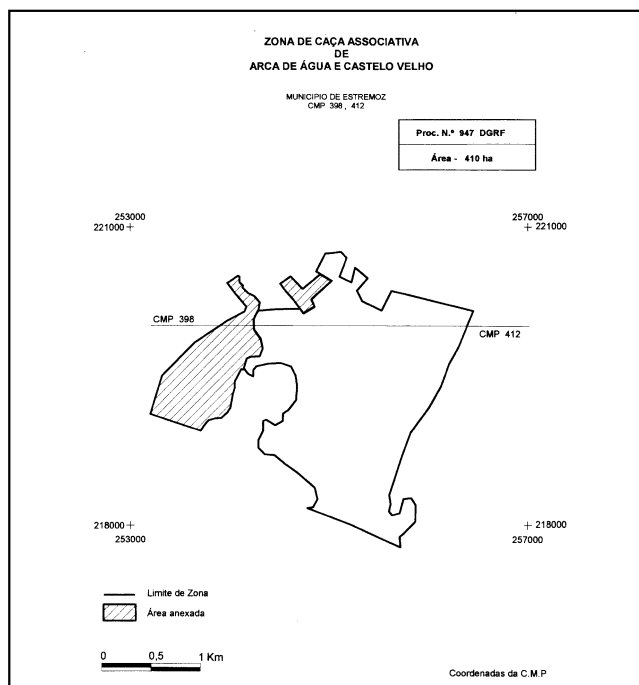 ZONA DE CAÇA ASSOCIATIVA
DE
ARCA DE ÁGUA E CASTELO VELHO
MUNICIPIO DE ESTREMOZ
CMP 398, 412
Proc. N.º 947 DGRF
Área - 410 ha
253000
221000
257000
221000
CMP 398
CMP 412
218000
253000
218000
257000
Limite de Zona
Área anexada
0 0,5 1 Km
Coordenadas da C.M.P